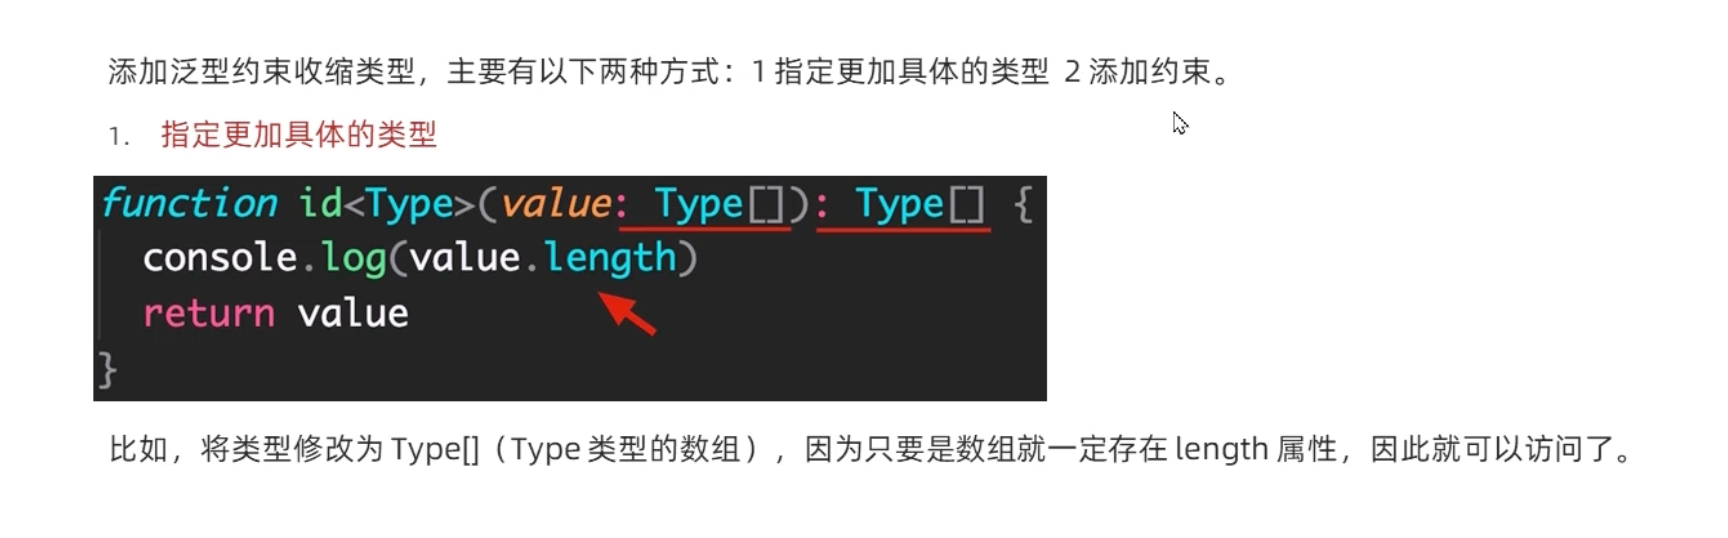 添加泛型约束收缩类型，主要有以下两种方式：1 指定更加具体的类型 2 添加约束。
1. 指定更加具体的类型
function id<Type>(value: Type[]): Type[] {
console.log(value.length)
return value
}
比如，将类型修改为 Type[]（Type 类型的数组），因为只要是数组就一定存在 length 属性，因此就可以访问了。